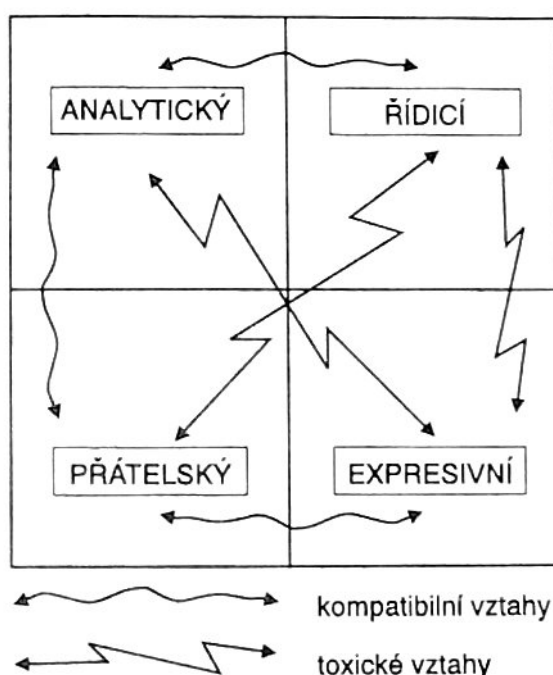 ANALYTICKÝ
ŘÍDICÍ
PŘÁTELSKÝ
EXPRESIVNÍ
kompatibilní vztahy
toxické vztahy